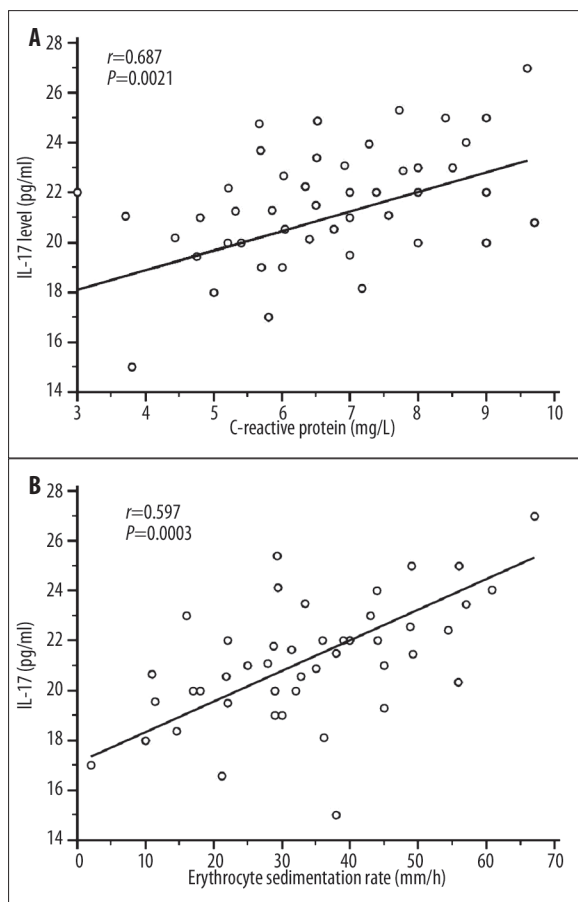 A
r=0.687
P=0.0021
IL-17 level (pg/ml)
28
26
24
22
20
18
16
14
3 4 5 6 7 8 9 10
C-reactive protein (mg/L)
B
r=0.597
P=0.0003
IL-17 (pg/ml)
28
26
24
22
20
18
16
14
0 10 20 30 40 50 60 70
Erythrocyte sedimentation rate (mm/h)